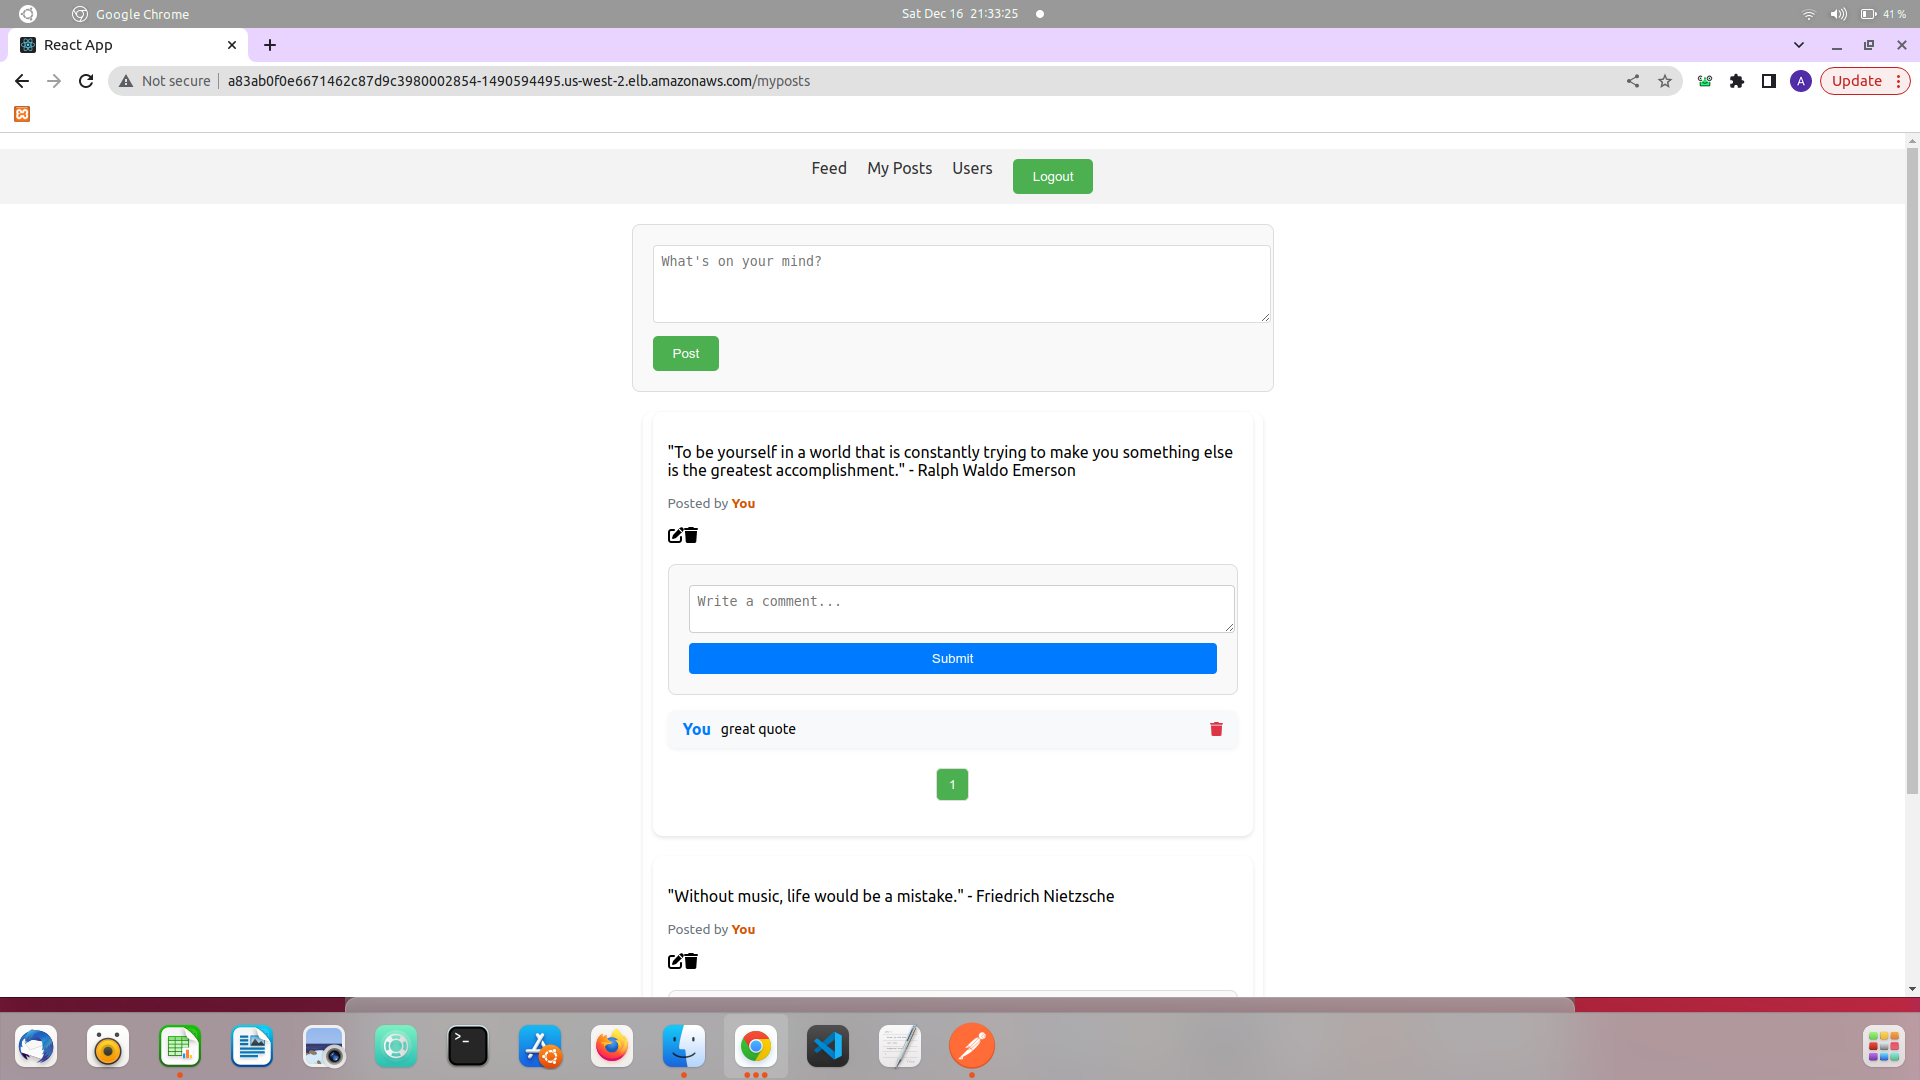 Google Chrome
Sat Dec 16 21:33:25
41 %
React App
Not secure
a83ab0f0e6671462c87d9c3980002854-1490594495.us-west-2.elb.amazonaws.com/myposts
A
Update
Feed
My Posts
Users
Logout
What's on your mind?
Post
"To be yourself in a world that is constantly trying to make you something else
is the greatest accomplishment." - Ralph Waldo Emerson
Posted by You
Write a comment...
Submit
You great quote
1
"Without music, life would be a mistake." - Friedrich Nietzsche
Posted by You